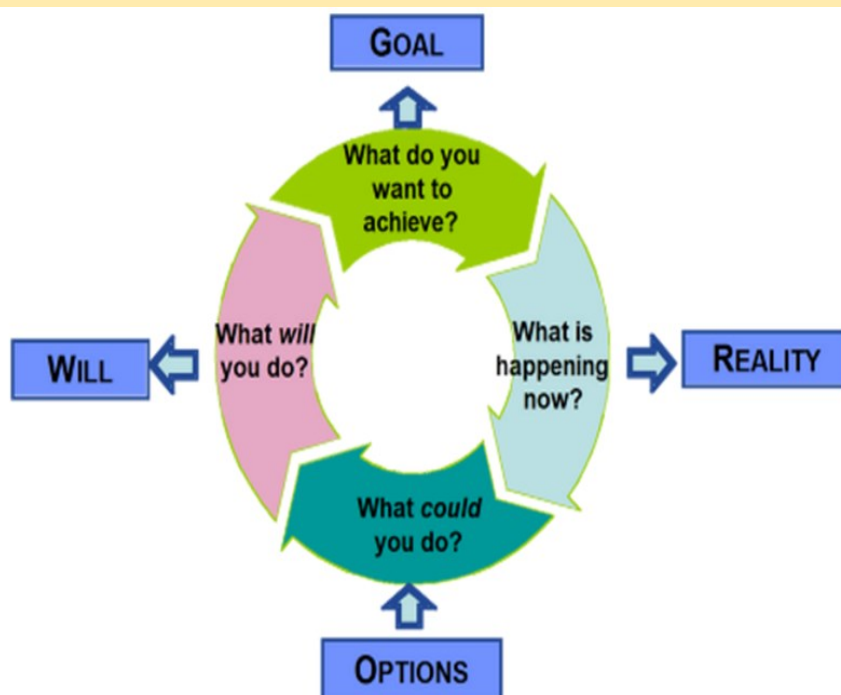 GOAL
What do you
want to
achieve?
What is
happening
now?
REALITY
What could
you do?
OPTIONS
What will
you do?
WILL